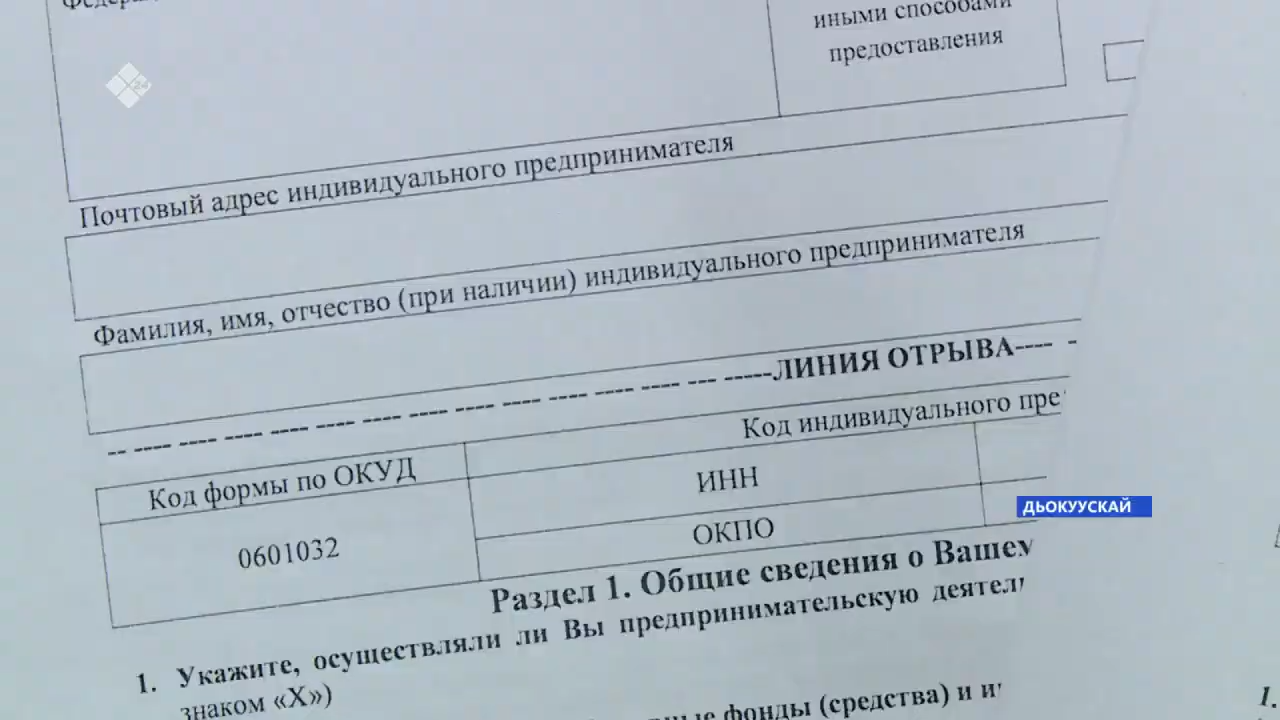 иными способами
предоставления
24
Почтовый адрес индивидуального предпринимателя
Фамилия, имя, отчество (при наличии) индивидуального предпринимателя
-- ---- ---- ---- ---- ---- ---- ---- ---- ---- ---- ---- --- -----ЛИНИЯ ОТРЫВА---- -
Код формы по ОКУД
Код индивидуального
ИНН
0601032
ОКПО
ДЬОКУУСКАЙ
Раздел 1. Общие сведения о
1. Укажите, осуществляли ли Вы предпринимательскую
знаком «Х»)
фонды (средства) и
1.